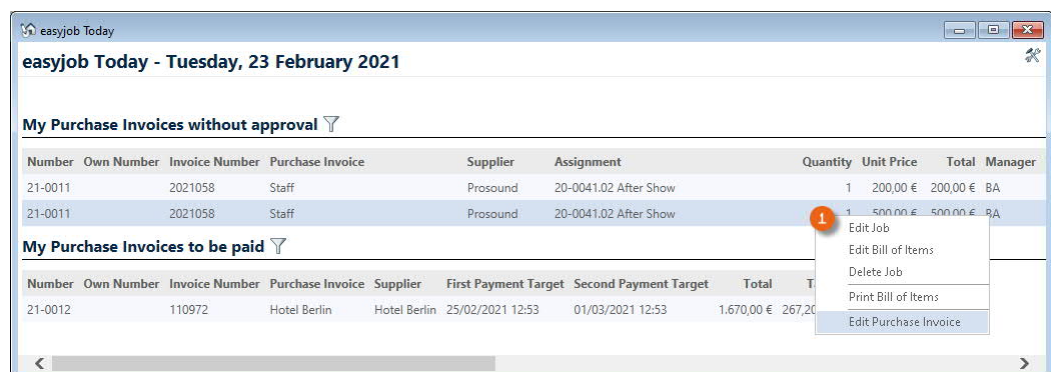 easyjob Today
easyjob Today - Tuesday, 23 February 2021
My Purchase Invoices without approval
Number Own Number Invoice Number Purchase Invoice Supplier Assignment Quantity Unit Price Total Manager
21-0011 2021058 Staff Prosound 20-0041.02 After Show 1 200,00 € 200,00 € BA
21-0011 2021058 Staff Prosound 20-0041.02 After Show 1 500,00 € 500,00 € BA
1
Edit Job
My Purchase Invoices to be paid
Edit Bill of Items
Delete Job
Number Own Number Invoice Number Purchase Invoice Supplier First Payment Target Second Payment Target Total
Print Bill of Items
21-0012 110972 Hotel Berlin Hotel Berlin 25/02/2021 12:53 01/03/2021 12:53 1.670,00 € 267,20
Edit Purchase Invoice